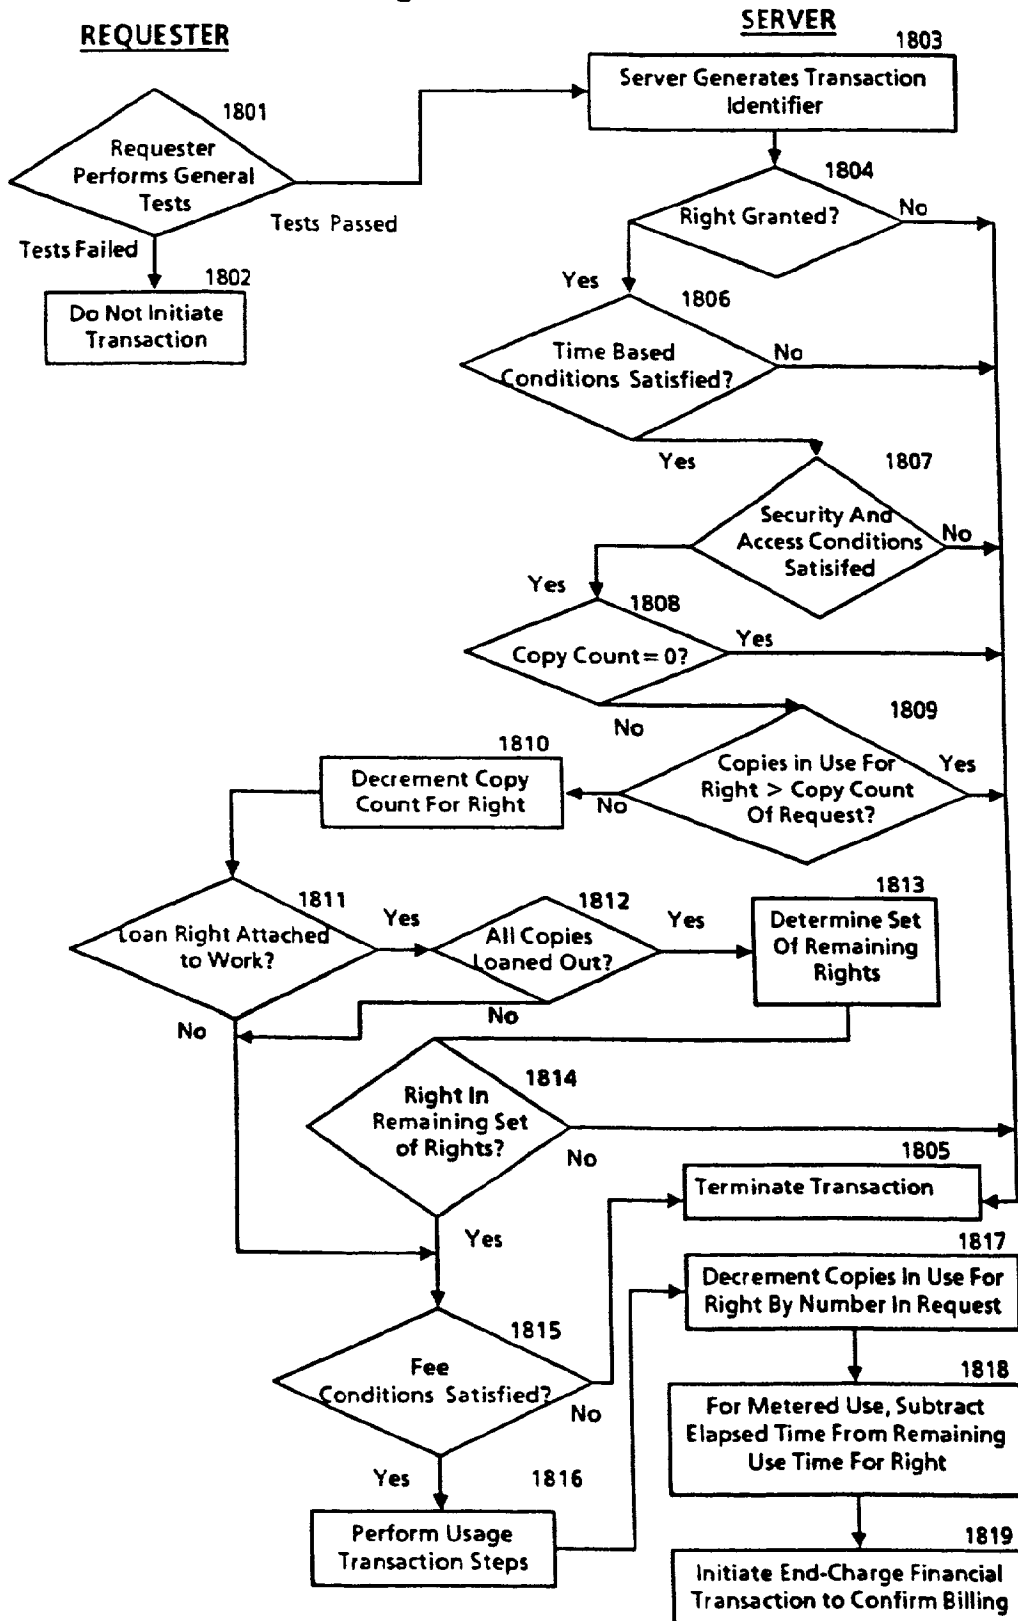 REQUESTER
SERVER
1803
Server Generates Transaction
Identifier
1801
Requester
Performs General
Tests
Tests Passed
Tests Failed
1802
Do Not Initiate
Transaction
1804
Right Granted?
No
Yes
1806
Time Based
Conditions Satisfied?
No
Yes
1807
Security And
Access Conditions
Satisifed
No
Yes
1808
Copy Count = 0?
Yes
No
1809
Copies in Use For
Right > Copy Count
Of Request?
Yes
No
1810
Decrement Copy
Count For Right
1811
Loan Right Attached
to Work?
Yes
No
1812
All Copies
Loaned Out?
Yes
No
1813
Determine Set
Of Remaining
Rights
1814
Right In
Remaining Set
of Rights?
No
Yes
1805
Terminate Transaction
1815
Fee
Conditions Satisfied?
No
Yes
1816
Perform Usage
Transaction Steps
1817
Decrement Copies In Use For
Right By Number In Request
1818
For Metered Use, Subtract
Elapsed Time From Remaining
Use Time For Right
1819
Initiate End-Charge Financial
Transaction to Confirm Billing